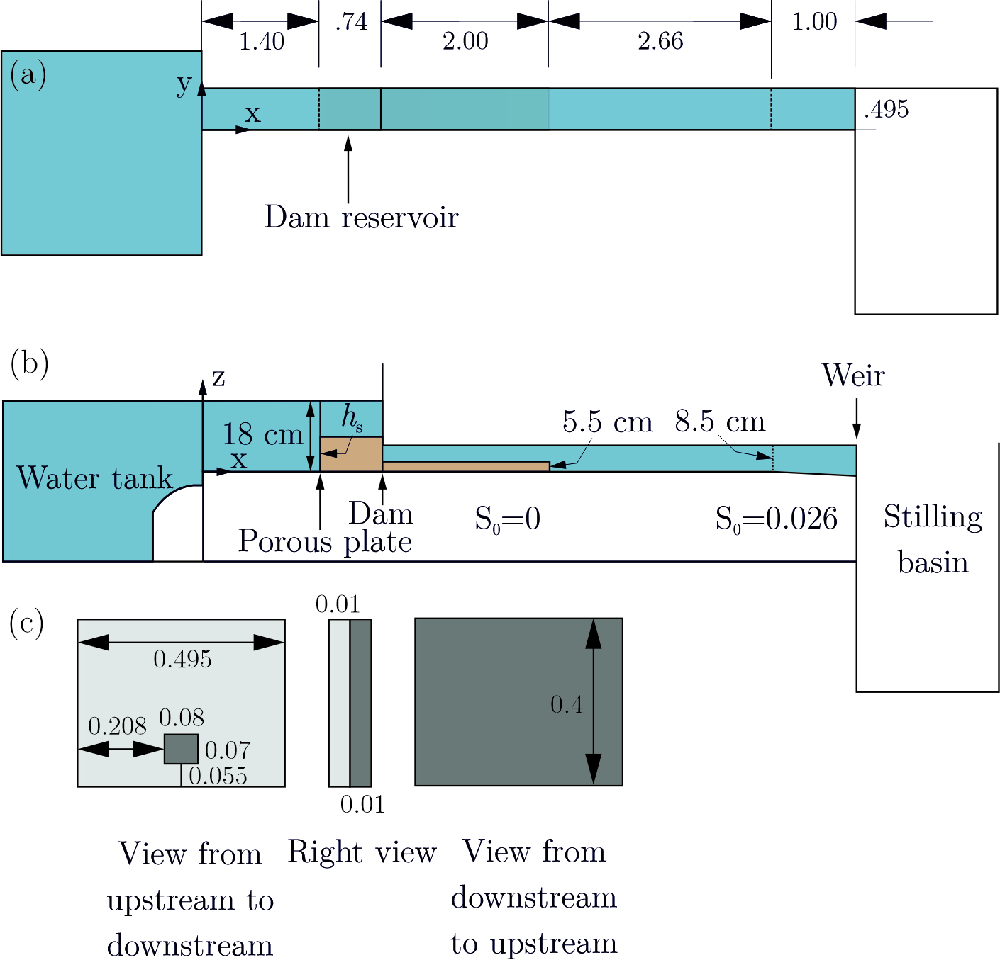 .74
1.00
1.40
2.00
2.66
(a)
y
x
.495
Dam reservoir
(b)
z
Weir
h_s
5.5 cm
8.5 cm
18 cm
x
Water tank
Dam
S_0=0
S_0=0.026
Stilling
basin
Porous plate
(c)
0.01
0.495
0.4
0.08
0.208
0.07
0.055
0.01
View from
upstream to
downstream
Right view
View from
downstream
to upstream